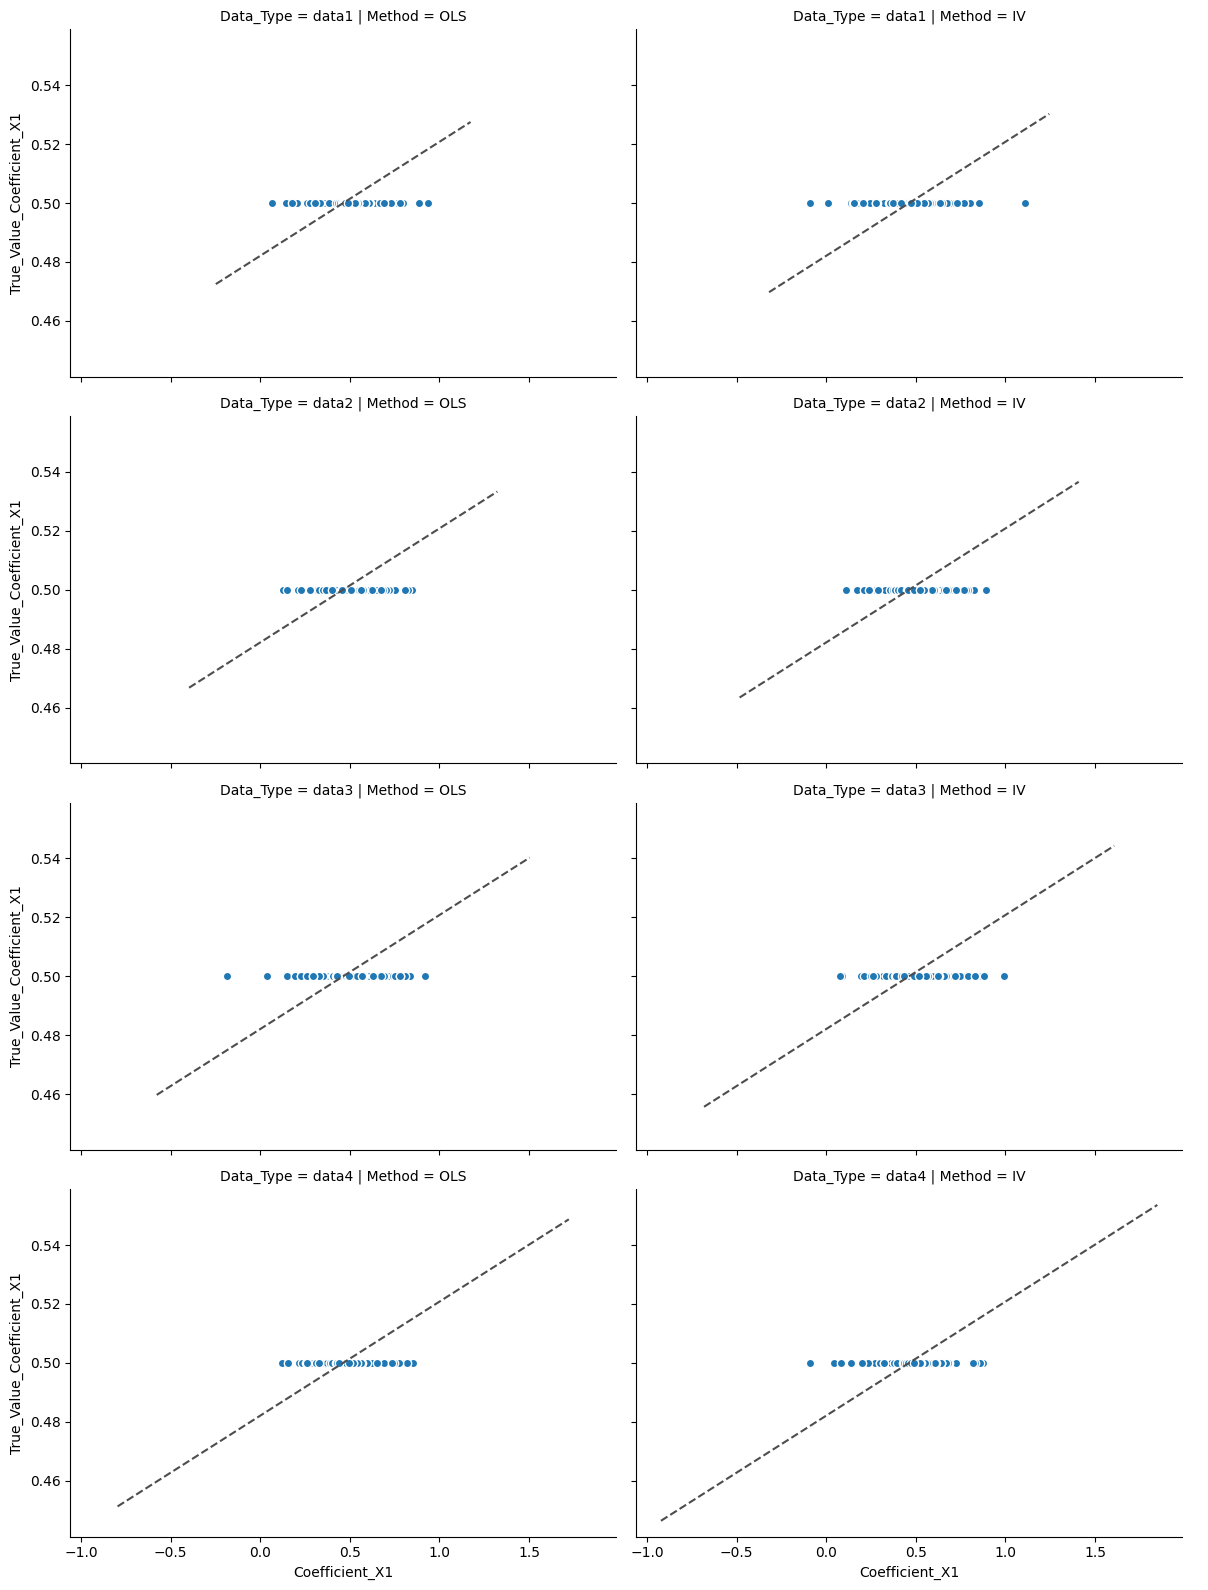 Data_Type = data1 | Method = OLS
Data_Type = data1 | Method = IV
True_Value_Coefficient_X1
0.54
0.52
0.50
0.48
0.46
Data_Type = data2 | Method = OLS
Data_Type = data2 | Method = IV
True_Value_Coefficient_X1
0.54
0.52
0.50
0.48
0.46
Data_Type = data3 | Method = OLS
Data_Type = data3 | Method = IV
True_Value_Coefficient_X1
0.54
0.52
0.50
0.48
0.46
Data_Type = data4 | Method = OLS
Data_Type = data4 | Method = IV
True_Value_Coefficient_X1
0.54
0.52
0.50
0.48
0.46
−1.0 −0.5 0.0 0.5 1.0 1.5
−1.0 −0.5 0.0 0.5 1.0 1.5
Coefficient_X1
Coefficient_X1